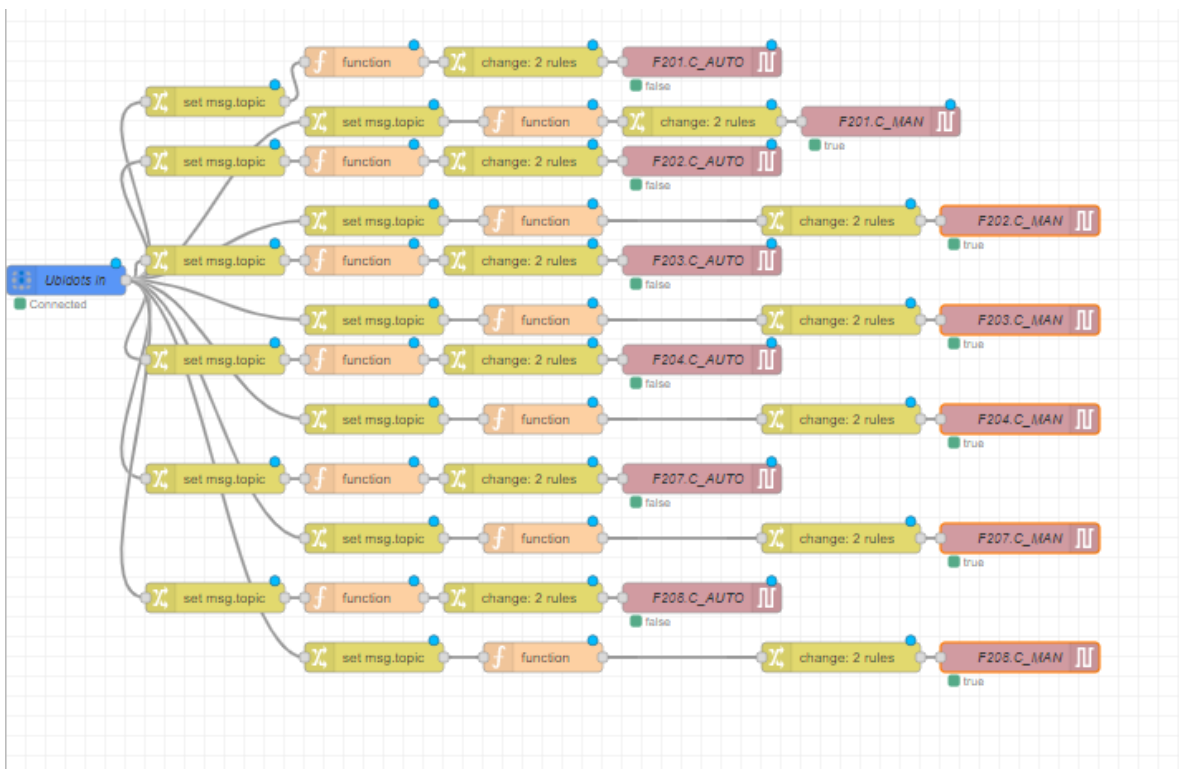 function change: 2 rules F201.C_AUTO
false
set msg.topic
set msg.topic function change: 2 rules F201.C_MAN
true
set msg.topic function change: 2 rules F202.C_AUTO
false
set msg.topic function change: 2 rules F202.C_MAN
true
set msg.topic function change: 2 rules F203.C_AUTO
Ubidots in
false
Connected
set msg.topic function change: 2 rules F203.C_MAN
true
set msg.topic function change: 2 rules F204.C_AUTO
false
set msg.topic function change: 2 rules F204.C_MAN
true
set msg.topic function change: 2 rules F207.C_AUTO
false
set msg.topic function change: 2 rules F207.C_MAN
true
set msg.topic function change: 2 rules F208.C_AUTO
false
set msg.topic function change: 2 rules F208.C_MAN
true